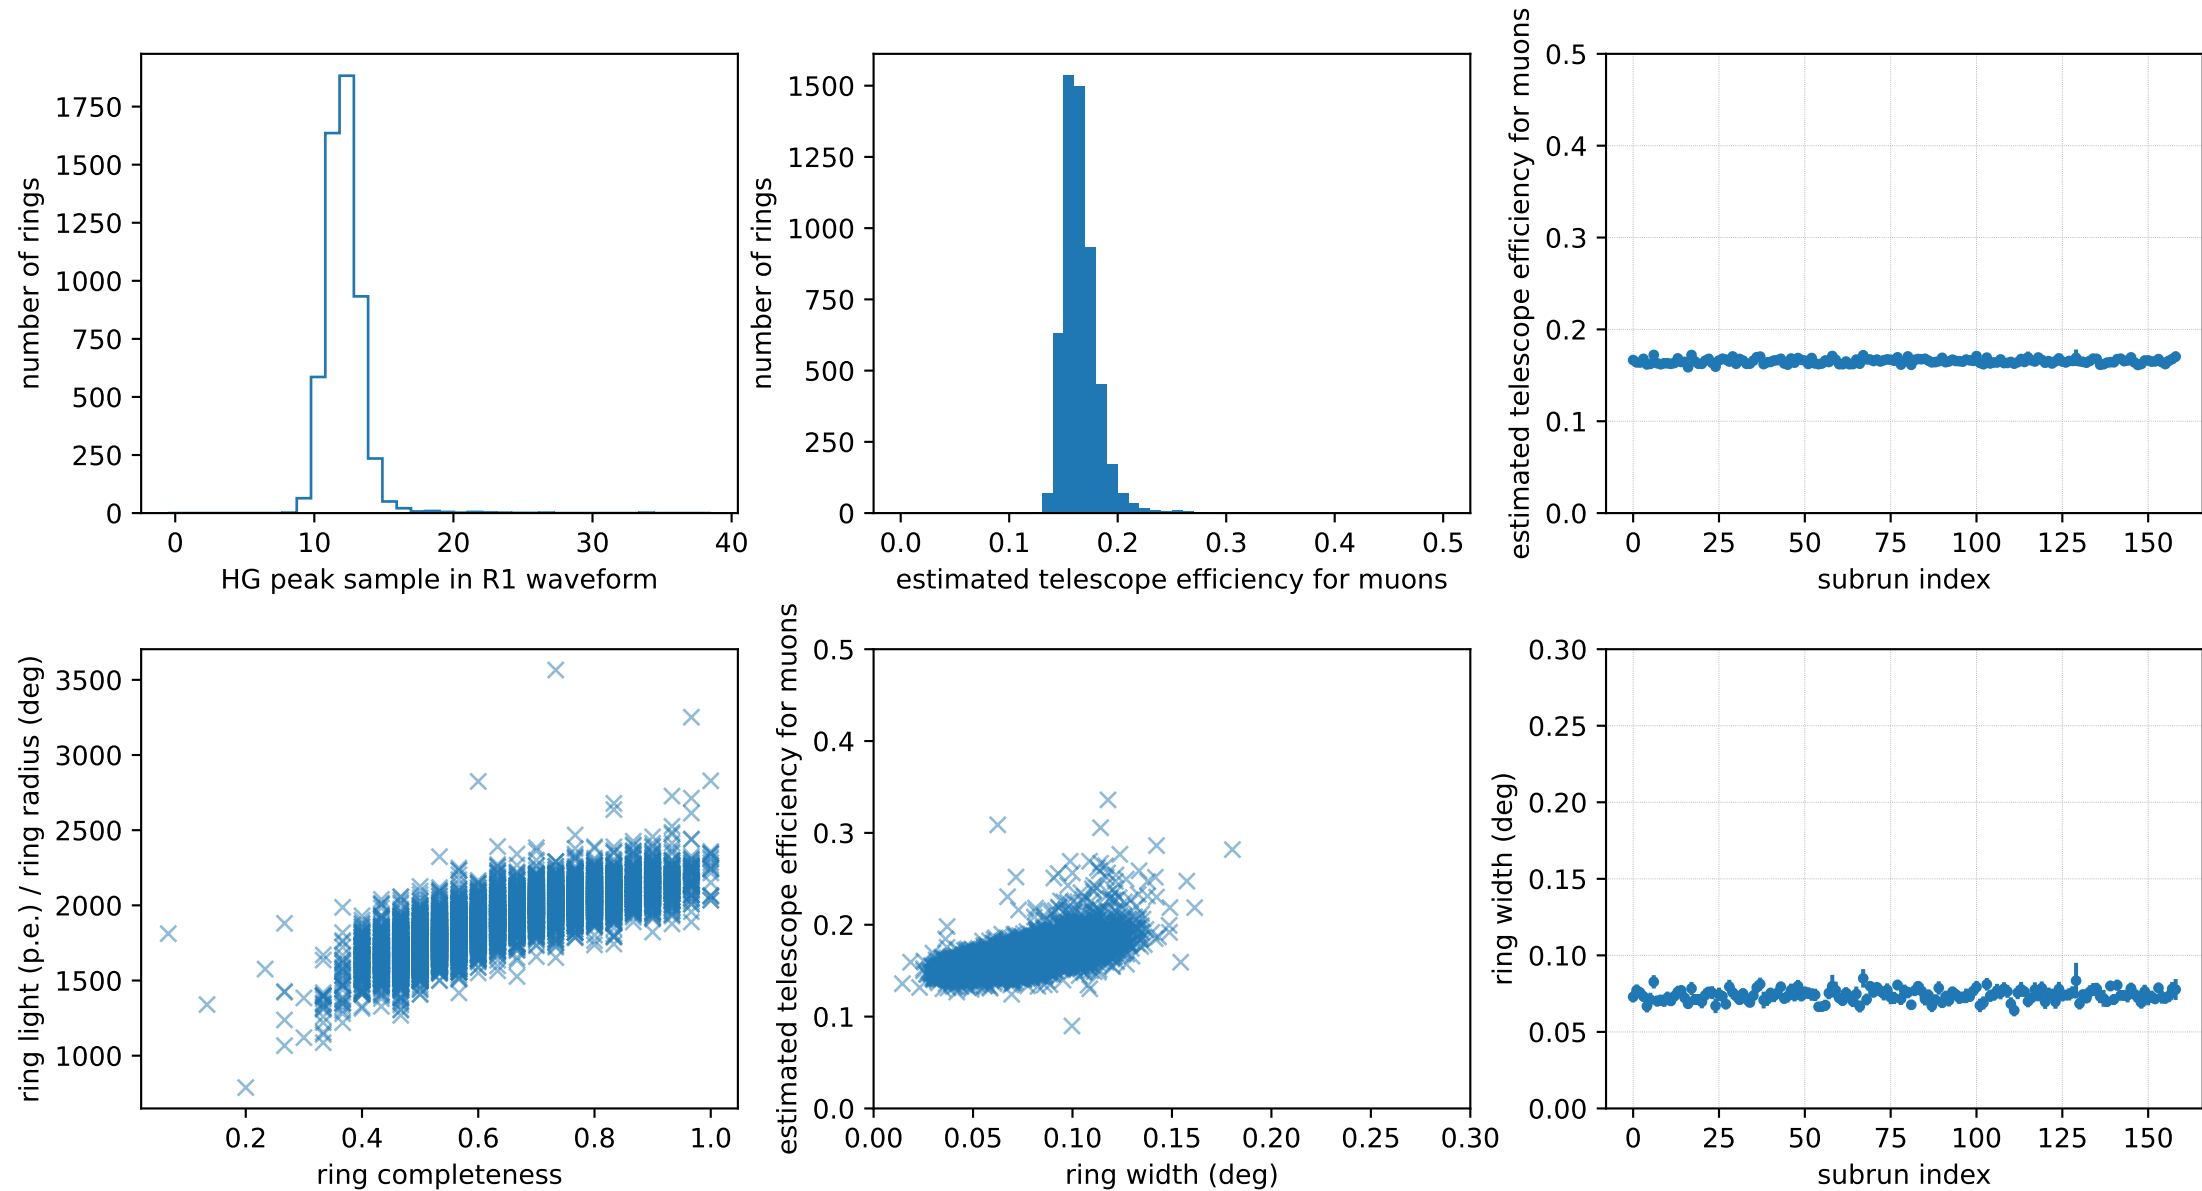 number of rings
1750
1500
1250
1000
750
500
250
0
0 10 20 30 40
HG peak sample in R1 waveform
number of rings
1500
1250
1000
750
500
250
0
0.0 0.1 0.2 0.3 0.4 0.5
estimated telescope efficiency for muons
estimated telescope efficiency for muons
0.5
0.4
0.3
0.2
0.1
0.0
0 25 50 75 100 125 150
subrun index
ring light (p.e.) / ring radius (deg)
3500
3000
2500
2000
1500
1000
0.2 0.4 0.6 0.8 1.0
ring completeness
estimated telescope efficiency for muons
0.5
0.4
0.3
0.2
0.1
0.0
0.00 0.05 0.10 0.15 0.20 0.25 0.30
ring width (deg)
ring width (deg)
0.30
0.25
0.20
0.15
0.10
0.05
0.00
0 25 50 75 100 125 150
subrun index